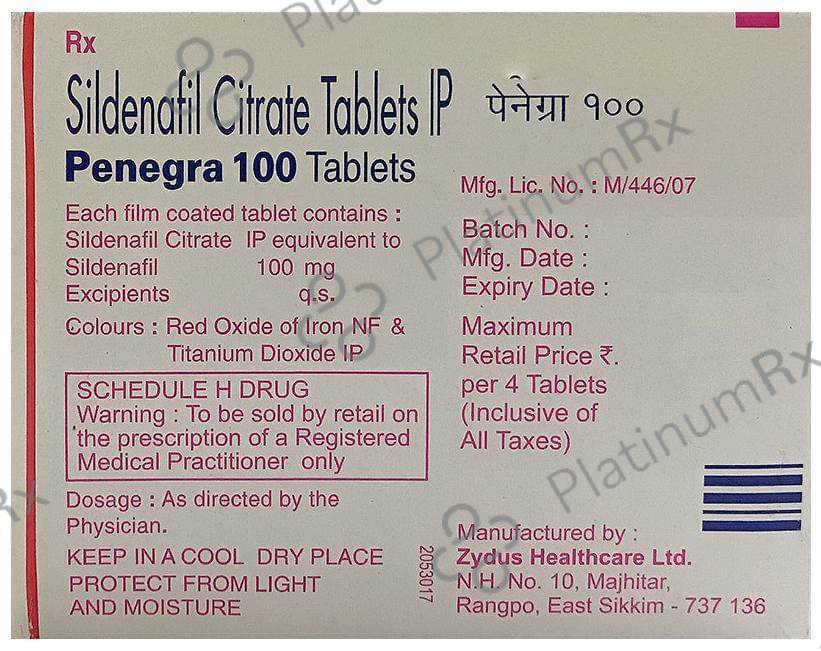 Rx
Sildenafil Citrate Tablets IP
पेनेग्रा १००
Penegra 100 Tablets
Each film coated tablet contains :
Sildenafil Citrate IP equivalent to
Sildenafil 100 mg
Excipients q.s.
Colours : Red Oxide of Iron NF &
Titanium Dioxide IP
SCHEDULE H DRUG
Warning : To be sold by retail on
the prescription of a Registered
Medical Practitioner only
Dosage : As directed by the
Physician.
KEEP IN A COOL DRY PLACE
PROTECT FROM LIGHT
AND MOISTURE
2053017
Mfg. Lic. No. : M/446/07
Batch No. :
Mfg. Date :
Expiry Date :
Maximum
Retail Price ₹.
per 4 Tablets
(Inclusive of
All Taxes)
Manufactured by :
Zydus Healthcare Ltd.
N.H. No. 10, Majhitar,
Rangpo, East Sikkim - 737 136
Platinum
PlatinumRx
PlatinumRx
Rx